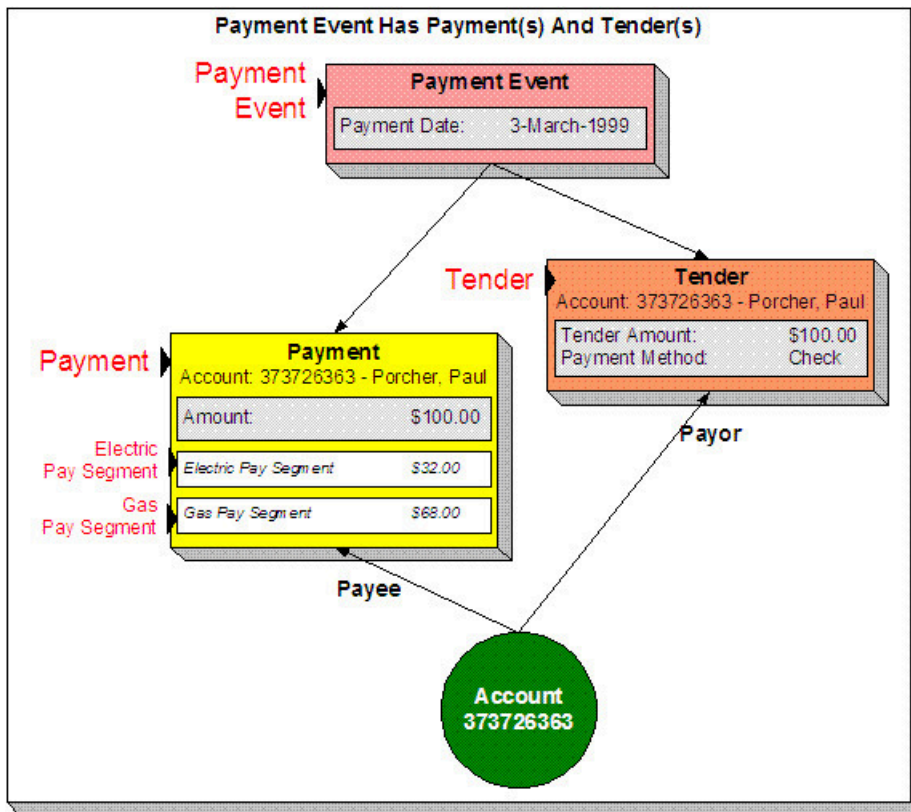 Payment Event Has Payment(s) And Tender(s)
Payment
Event
Payment Event
Payment Date: 3-March-1999
Tender
Tender
Account: 373726363 - Porcher, Paul
Tender Amount: $100.00
Payment Method: Check
Payment
Payment
Account: 373726363 - Porcher, Paul
Amount: $100.00
Electric
Pay Segment
Electric Pay Segment $32.00
Gas
Pay Segment
Gas Pay Segment $68.00
Payor
Payee
Account
373726363